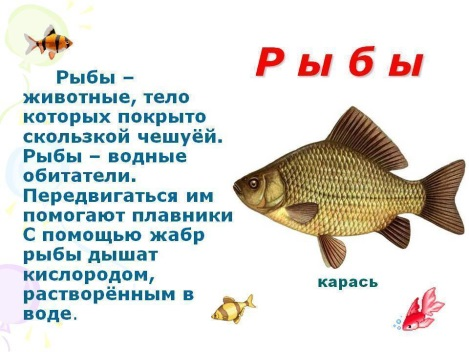 Р ы б ы
Рыбы –
животные, тело
которых покрыто
скользкой чешуёй.
Рыбы – водные
обитатели.
Передвигаться им
помогают плавники
С помощью жабр
рыбы дышат
кислородом,
растворённым в
воде.
карась